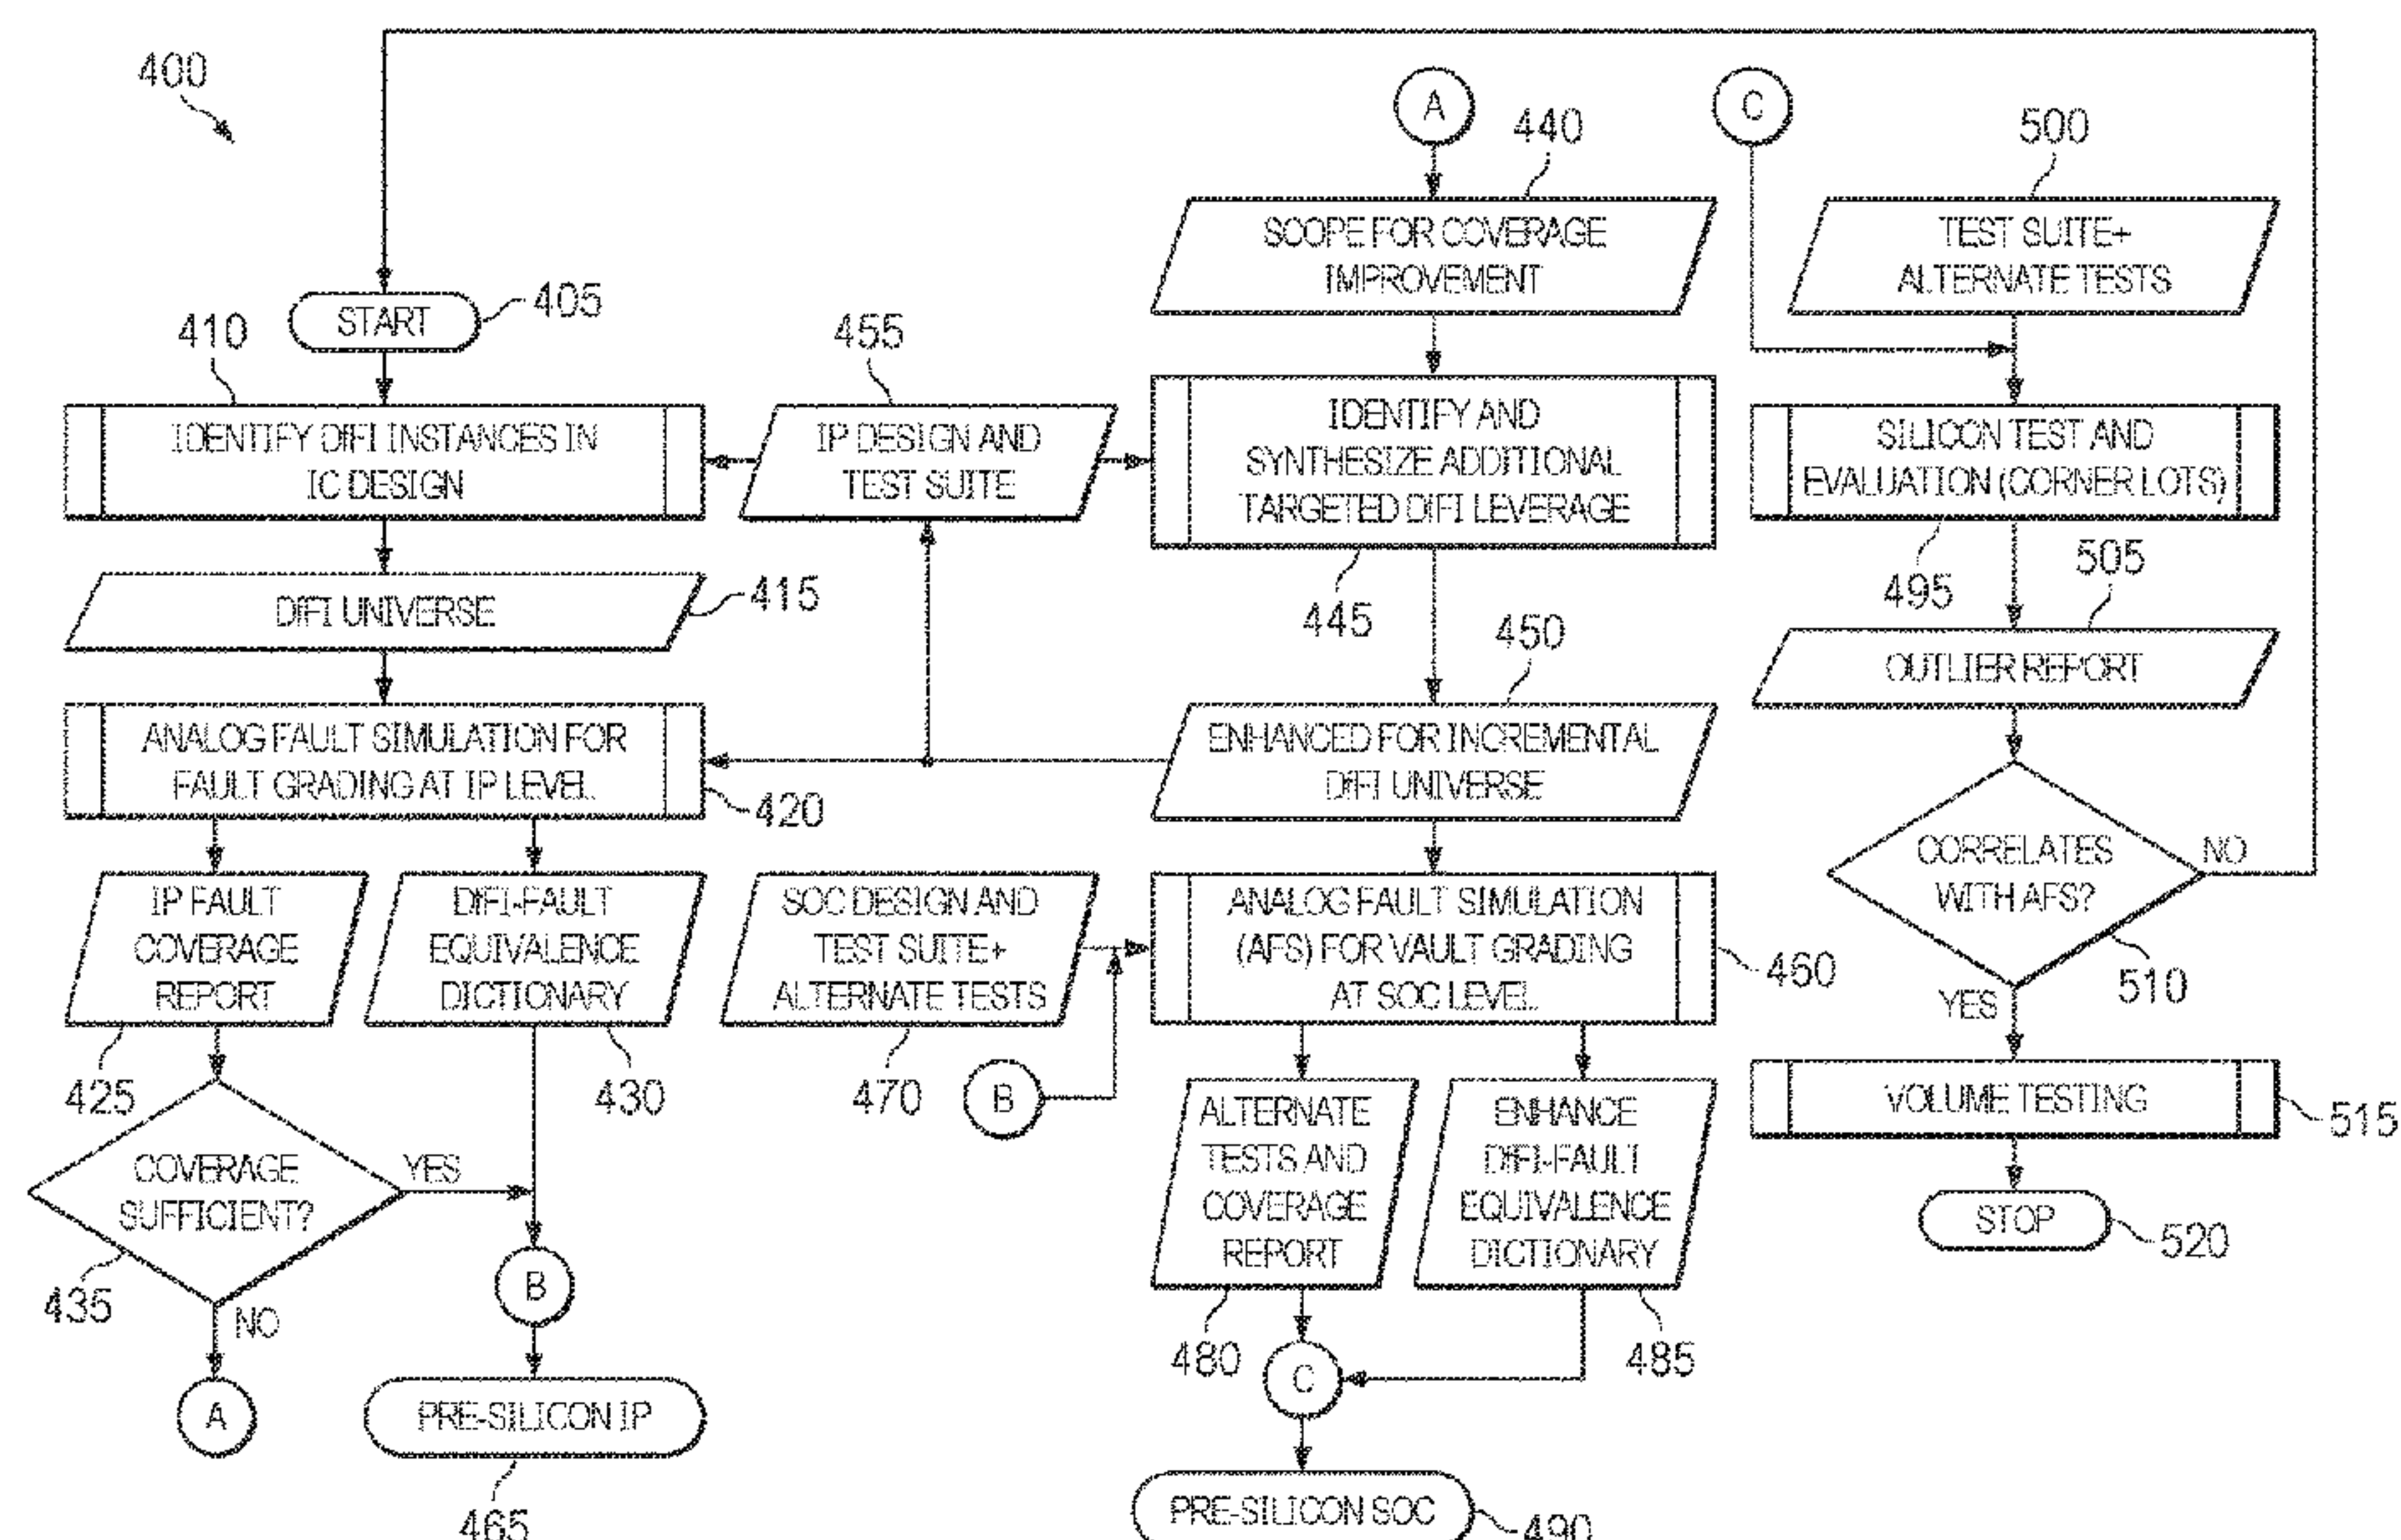 400
START
405
410
IDENTIFY DIFI INSTANCES IN
IC DESIGN
DIFI UNIVERSE
415
ANALOG FAULT SIMULATION FOR
FAULT GRADING AT IP LEVEL
420
IP FAULT
COVERAGE
REPORT
425
DIFI-FAULT
EQUIVALENCE
DICTIONARY
430
COVERAGE
SUFFICIENT?
YES
435
NO
A
B
PRE-SILICON IP
465
455
IP DESIGN AND
TEST SUITE
SOC DESIGN AND
TEST SUITE+
ALTERNATE TESTS
470
B
A
440
SCOPE FOR COVERAGE
IMPROVEMENT
IDENTIFY AND
SYNTHESIZE ADDITIONAL
TARGETED DIFI LEVERAGE
445
450
ENHANCED FOR INCREMENTAL
DIFI UNIVERSE
ANALOG FAULT SIMULATION
(AFS) FOR VAULT GRADING
AT SOC LEVEL
460
ALTERNATE
TESTS AND
COVERAGE
REPORT
480
ENHANCE
DIFI-FAULT
EQUIVALENCE
DICTIONARY
485
C
PRE-SILICON SOC
490
C
500
TEST SUITE+
ALTERNATE TESTS
SILICON TEST AND
EVALUATION (CORNER LOTS)
495
505
OUTLIER REPORT
CORRELATES
WITH AFS?
NO
510
YES
VOLUME TESTING
515
STOP
520